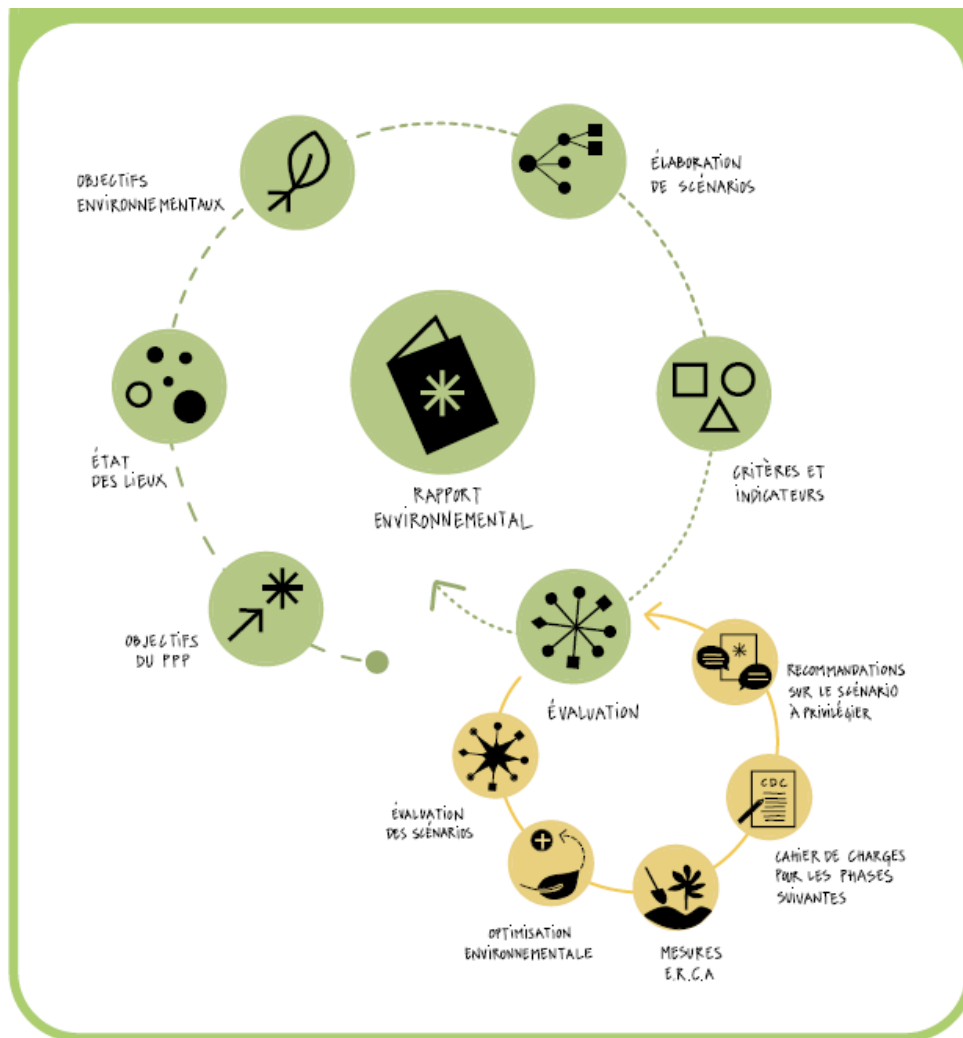 OBJECTIFS
ENVIRONNEMENTAUX
ÉLABORATION
DE SCÉNARIOS
ÉTAT
DES LIEUX
RAPPORT
ENVIRONNEMENTAL
CRITÈRES ET
INDICATEURS
OBJECTIFS
DU PPP
ÉVALUATION
RECOMMANDATIONS
SUR LE SCÉNARIO
À PRIVILÉGIER
ÉVALUATION
DES SCÉNARIOS
CDC
CAHIER DE CHARGES
POUR LES PHASES
SUIVANTES
OPTIMISATION
ENVIRONNEMENTALE
MESURES
E.R.C.A